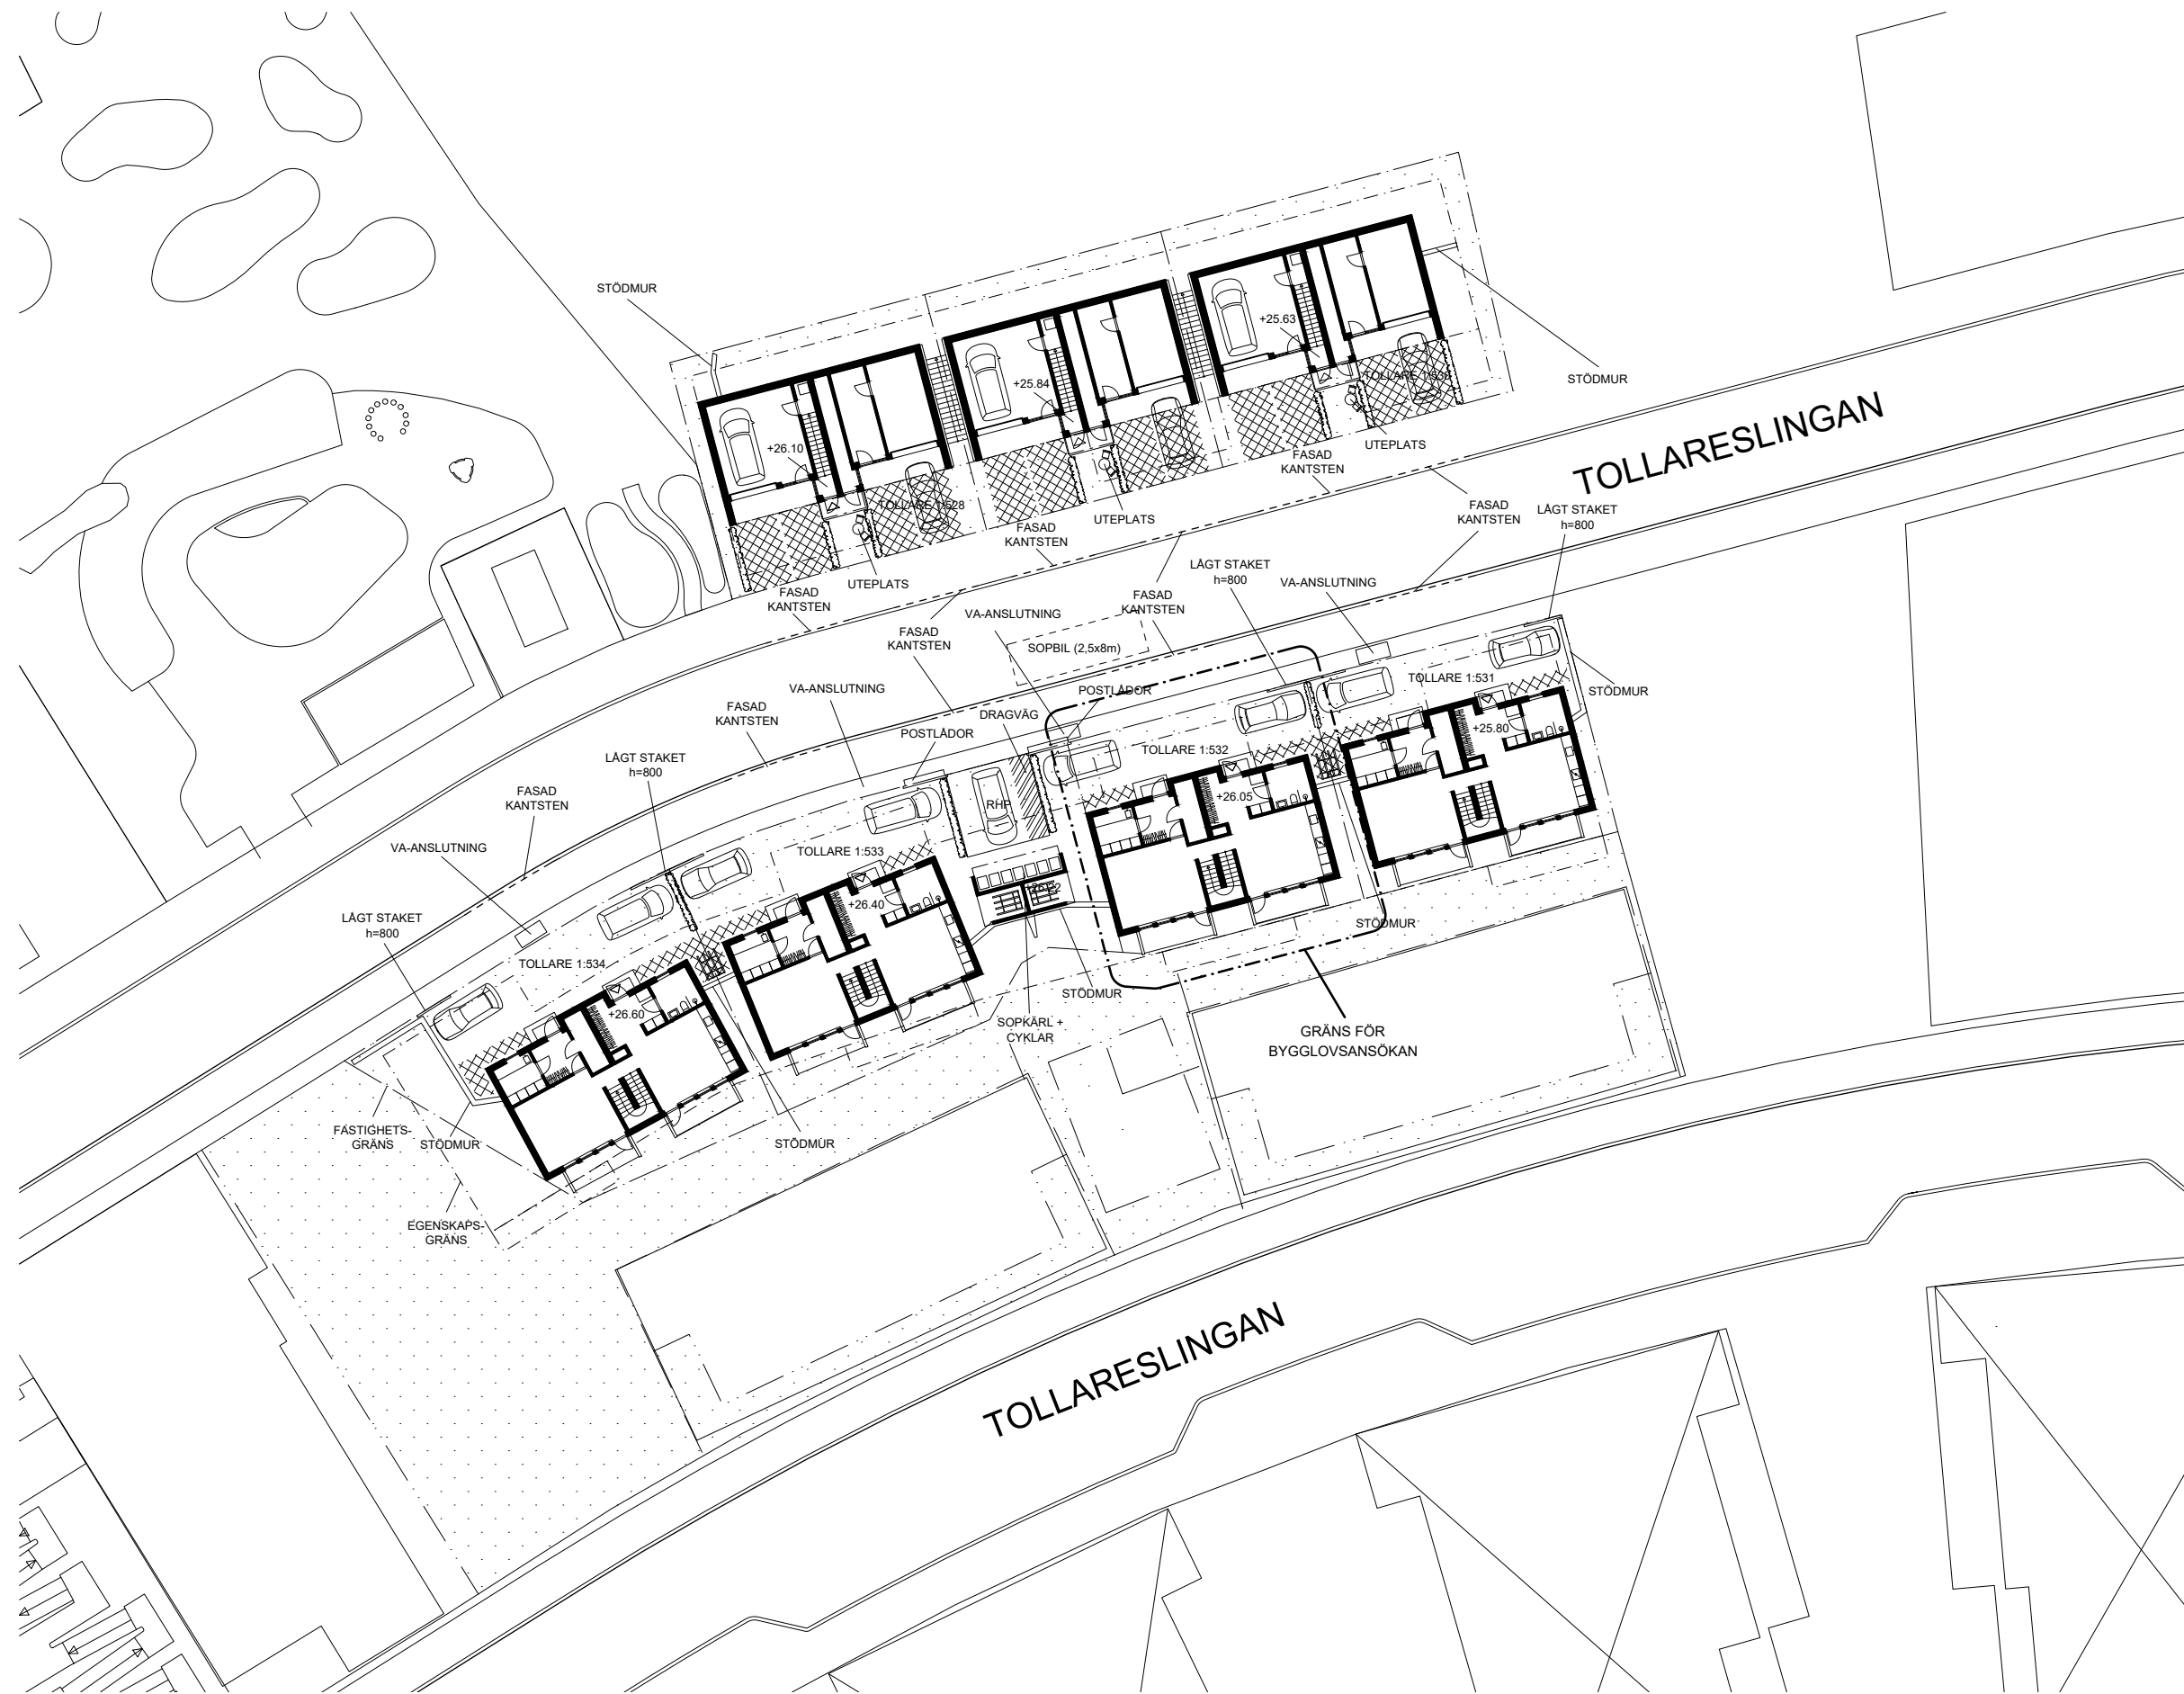 STÖDMUR
+25.63
STÖDMUR
+25.84
+26.10
TOLLARESLINGAN
UTEPLATS
FASAD
KANTSTEN
FASAD
KANTSTEN
LÅGT STAKET
h=800
TOLLARE 1:528
UTEPLATS
FASAD
KANTSTEN
UTEPLATS
FASAD
KANTSTEN
LÅGT STAKET
h=800
VA-ANSLUTNING
FASAD
KANTSTEN
VA-ANSLUTNING
FASAD
KANTSTEN
SOPBIL (2,5x8m)
TOLLARE 1:531
STÖDMUR
VA-ANSLUTNING
POSTLÅDOR
FASAD
KANTSTEN
DRAGVÄG
POSTLÅDOR
+25.80
TOLLARE 1:532
LÅGT STAKET
h=800
FASAD
KANTSTEN
RHP
+26.05
VA-ANSLUTNING
TOLLARE 1:533
+26.40
LÅGT STAKET
h=800
STÖDMUR
TOLLARE 1:534
STÖDMUR
+26.60
SOPKÄRL +
CYKLAR
GRÄNS FÖR
BYGGLOVSANSÖKAN
FASTIGHETS-
GRÄNS
STÖDMUR
STÖDMUR
EGENSKAPS-
GRÄNS
TOLLARESLINGAN